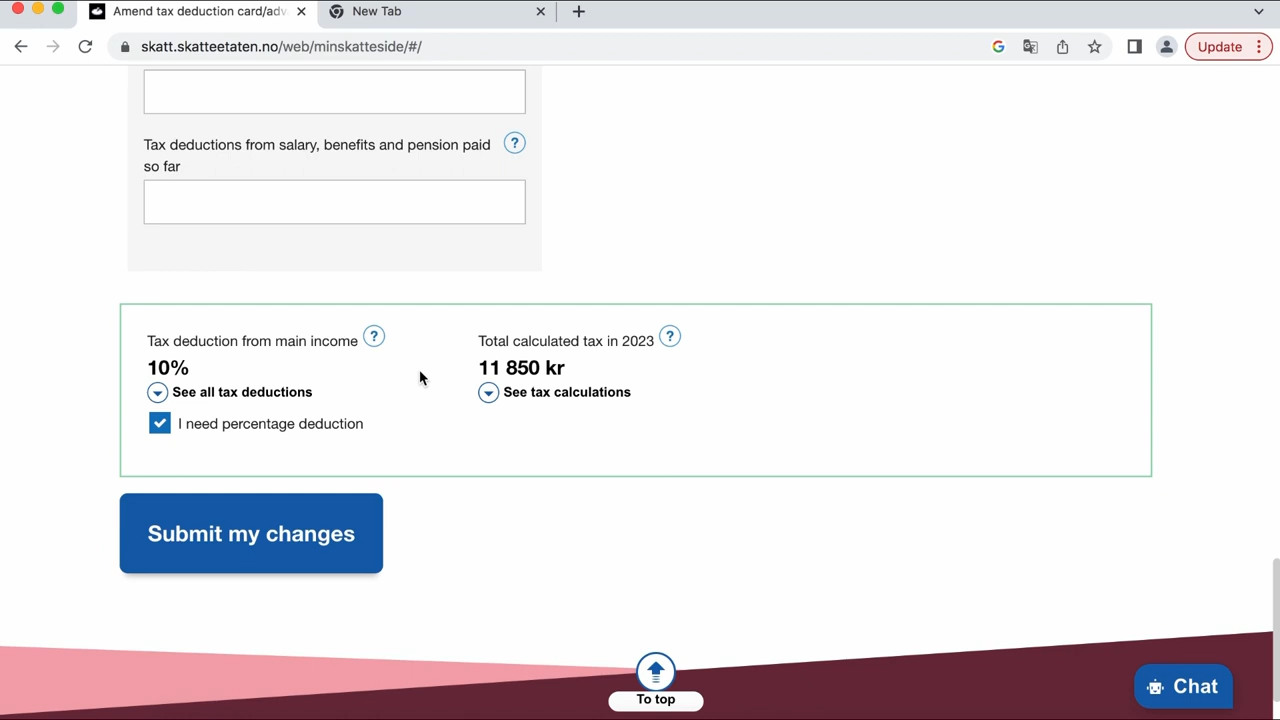 Amend tax deduction card/adv
New Tab
skatt.skatteetaten.no/web/minskatteside/#/
Update
Tax deductions from salary, benefits and pension paid
so far
?
Tax deduction from main income ?
10%
See all tax deductions
I need percentage deduction
Total calculated tax in 2023 ?
11 850 kr
See tax calculations
Submit my changes
To top
Chat